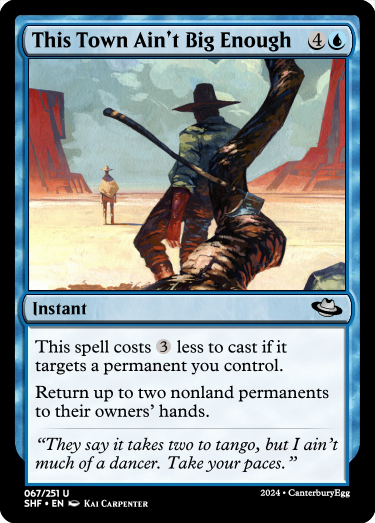 This Town Ain't Big Enough 4
Instant
This spell costs 3 less to cast if it
targets a permanent you control.
Return up to two nonland permanents
to their owners' hands.
“They say it takes two to tango, but I ain't
much of a dancer. Take your paces.”
067/251 U
SHF • EN Kai Carpenter
2024 • CanterburyEgg